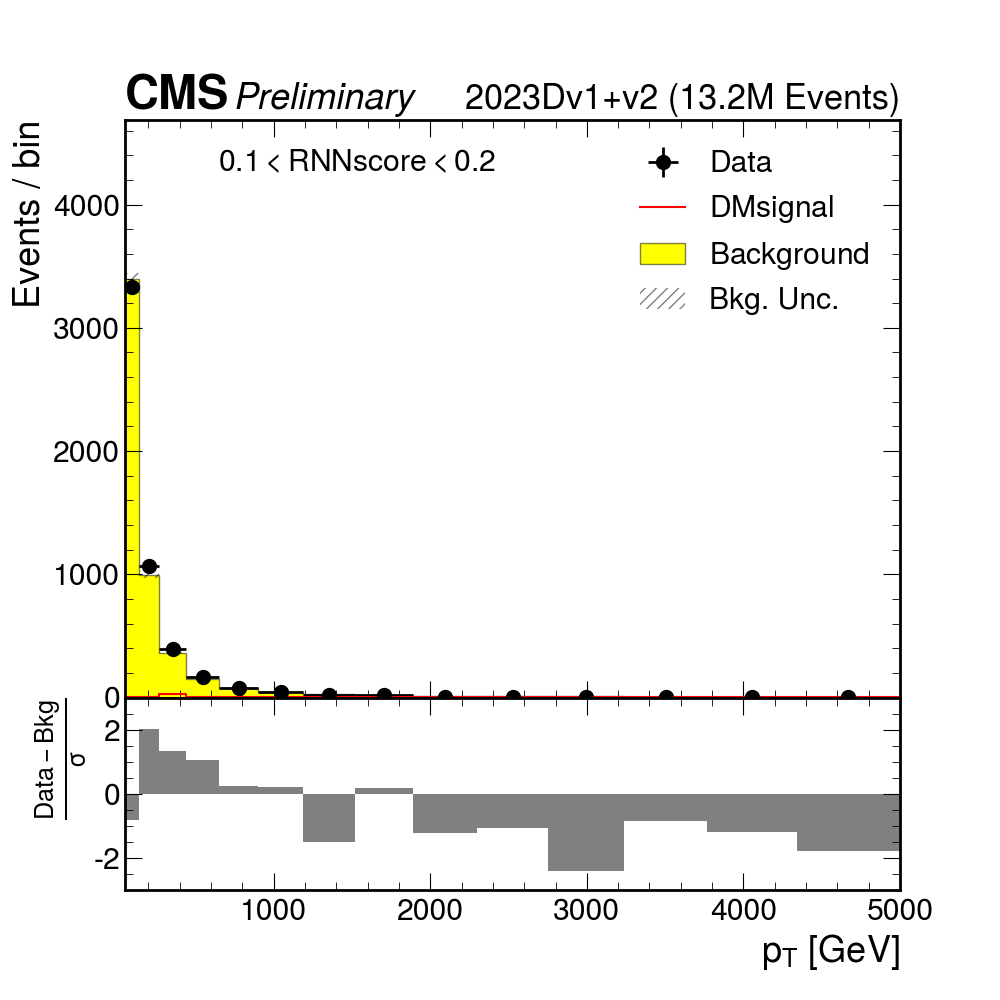 CMS Preliminary 2023Dv1+v2 (13.2M Events)
Events / bin
0.1 < RNNscore < 0.2
Data
DMsignal
Background
Bkg. Unc.
4000
3000
2000
1000
0
Data − Bkg
σ
2
0
-2
1000 2000 3000 4000 5000
pT [GeV]